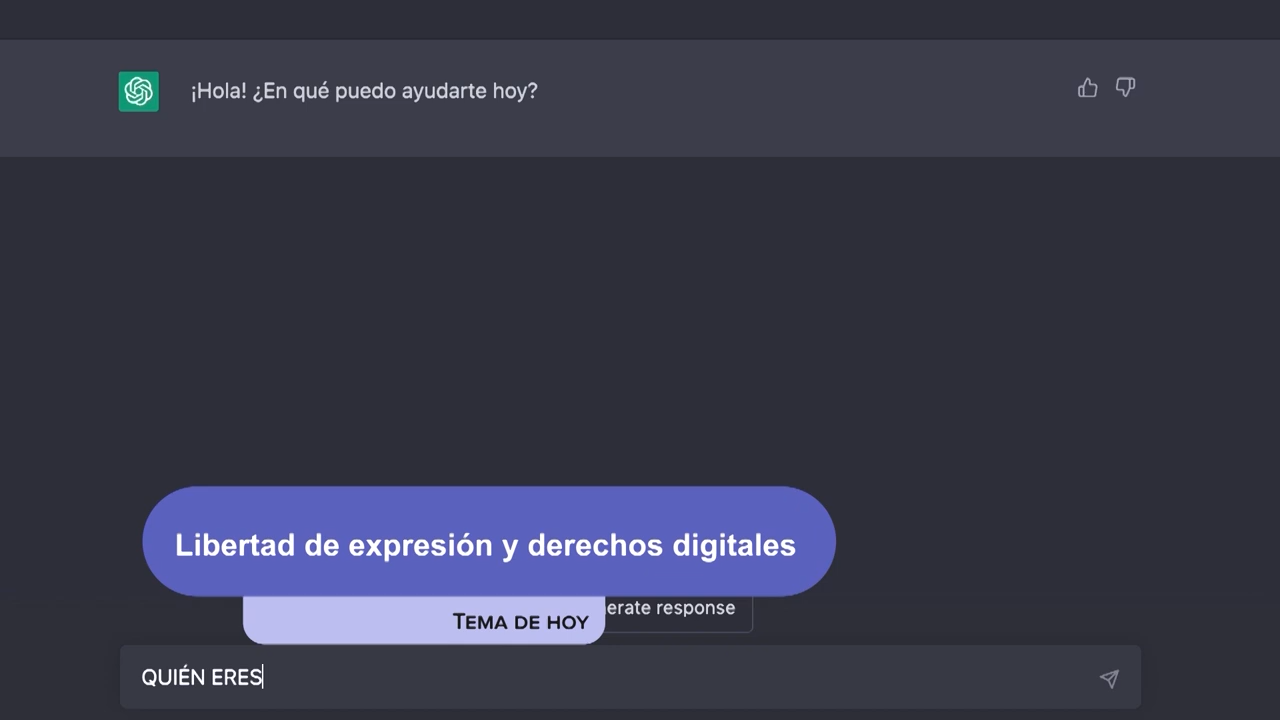 ¡Hola! ¿En qué puedo ayudarte hoy?
Libertad de expresión y derechos digitales
erate response
TEMA DE HOY
QUIÉN ERES